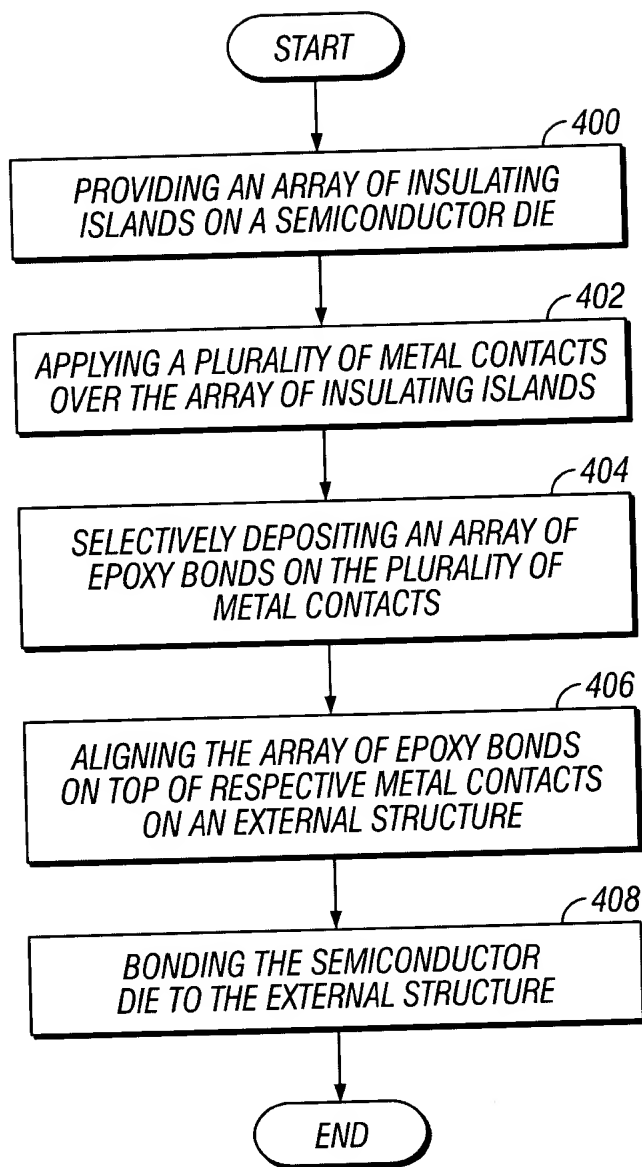 START
400
PROVIDING AN ARRAY OF INSULATING
ISLANDS ON A SEMICONDUCTOR DIE
402
APPLYING A PLURALITY OF METAL CONTACTS
OVER THE ARRAY OF INSULATING ISLANDS
404
SELECTIVELY DEPOSITING AN ARRAY OF
EPOXY BONDS ON THE PLURALITY OF
METAL CONTACTS
406
ALIGNING THE ARRAY OF EPOXY BONDS
ON TOP OF RESPECTIVE METAL CONTACTS
ON AN EXTERNAL STRUCTURE
408
BONDING THE SEMICONDUCTOR
DIE TO THE EXTERNAL STRUCTURE
END